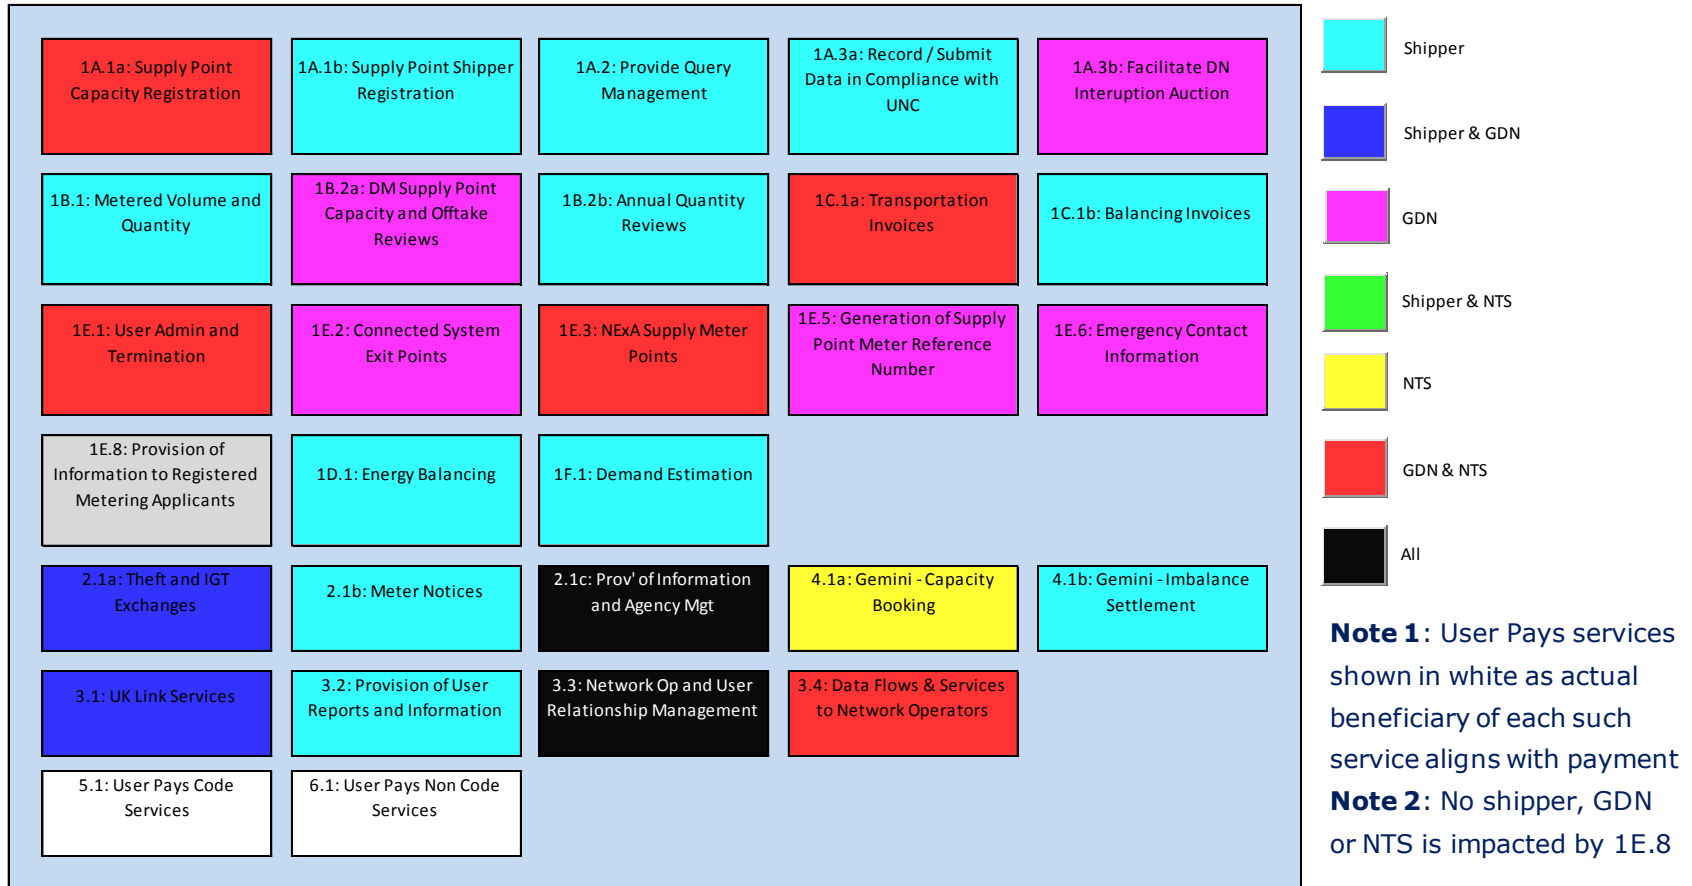 1A.1a: Supply Point
Capacity Registration
1A.1b: Supply Point Shipper
Registration
1A.2: Provide Query
Management
1A.3a: Record / Submit
Data in Compliance with
UNC
1A.3b: Facilitate DN
Interuption Auction
1B.1: Metered Volume and
Quantity
1B.2a: DM Supply Point
Capacity and Offtake
Reviews
1B.2b: Annual Quantity
Reviews
1C.1a: Transportation
Invoices
1C.1b: Balancing Invoices
1E.1: User Admin and
Termination
1E.2: Connected System
Exit Points
1E.3: NExA Supply Meter
Points
1E.5: Generation of Supply
Point Meter Reference
Number
1E.6: Emergency Contact
Information
1E.8: Provision of
Information to Registered
Metering Applicants
1D.1: Energy Balancing
1F.1: Demand Estimation
2.1a: Theft and IGT
Exchanges
2.1b: Meter Notices
2.1c: Prov' of Information
and Agency Mgt
4.1a: Gemini - Capacity
Booking
4.1b: Gemini - Imbalance
Settlement
3.1: UK Link Services
3.2: Provision of User
Reports and Information
3.3: Network Op and User
Relationship Management
3.4: Data Flows & Services
to Network Operators
5.1: User Pays Code
Services
6.1: User Pays Non Code
Services
Shipper
Shipper & GDN
GDN
Shipper & NTS
NTS
GDN & NTS
All
Note 1: User Pays services
shown in white as actual
beneficiary of each such
service aligns with payment
Note 2: No shipper, GDN
or NTS is impacted by 1E.8